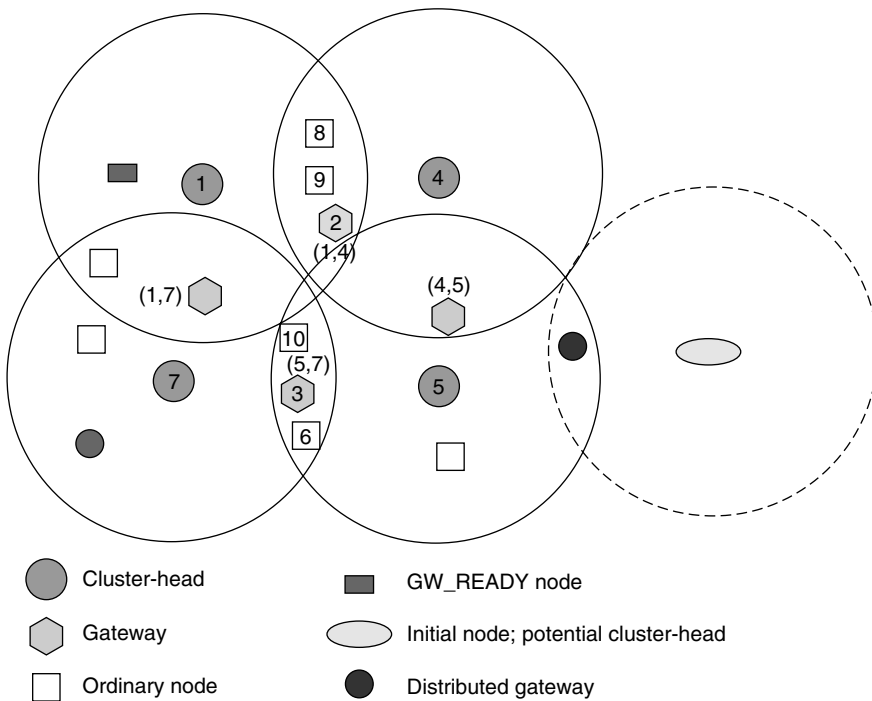 8
1
9
4
2
(1,4)
(1,7)
(4,5)
10
(5,7)
7
3
5
6
Cluster-head
GW_READY node
Gateway
Initial node; potential cluster-head
Ordinary node
Distributed gateway